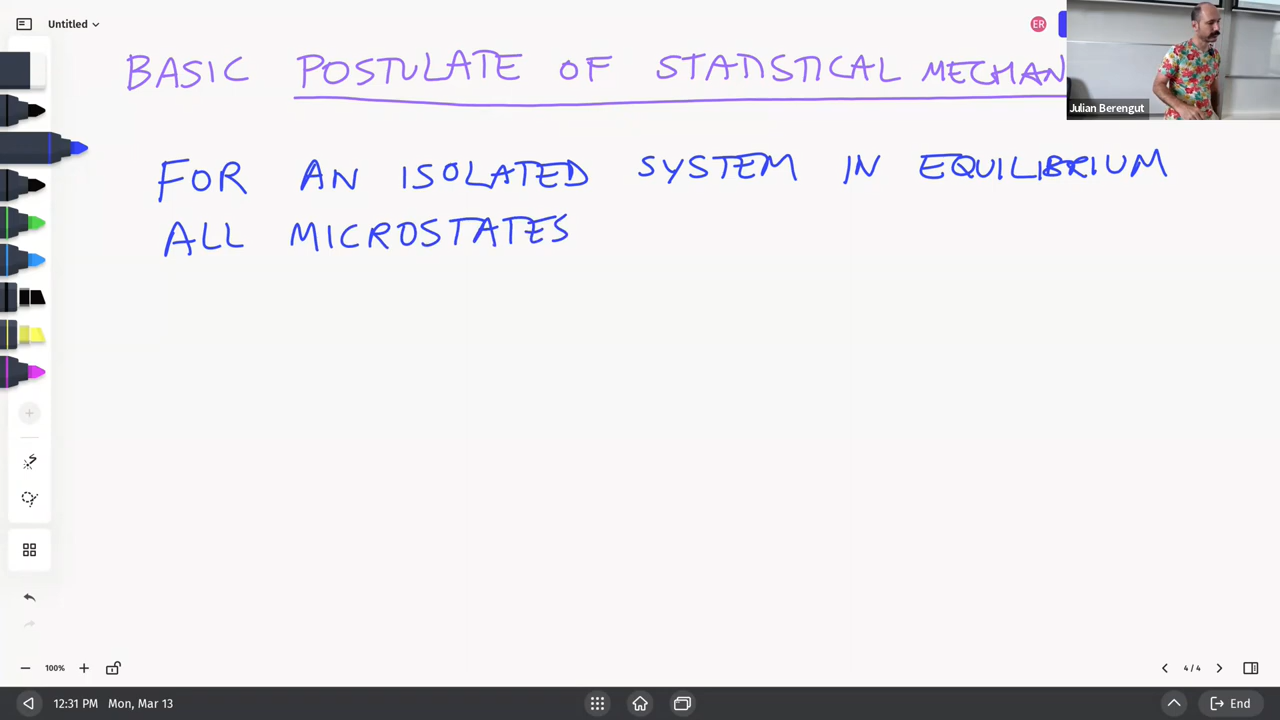 Untitled
ER
BASIC POSTULATE OF STATISTICAL MECHAN
Julian Berengut
FOR AN ISOLATED SYSTEM IN EQUILIBRIUM
ALL MICROSTATES
100%
4/4
12:31 PM Mon, Mar 13
End